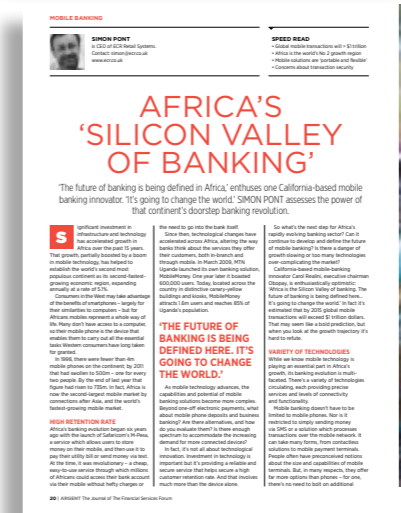 MOBILE BANKING
SIMON PONT
is CEO of ECR Retail Systems.
Contact: simon@ecr.co.uk
www.ecr.co.uk
SPEED READ
• Global mobile transactions will > $1 trillion
• Africa is the world's No 2 growth region
• Mobile solutions are 'portable and flexible'
• Concerns about transaction security
AFRICA'S
'SILICON VALLEY
OF BANKING'
'The future of banking is being defined in Africa,' enthuses one California-based mobile
banking innovator. 'It's going to change the world.' SIMON PONT assesses the power of
that continent's doorstep banking revolution.
Significant investment in
infrastructure and technology
has accelerated growth in
Africa over the past 15 years.
That growth, partially boosted by a boom
in mobile technology, has helped to
establish the world's second most
populous continent as its second-fastest-
growing economic region, expanding
annually at a rate of 5.1%.
Consumers in the West may take advantage
of the benefits of smartphones – largely for
their similarities to computers – but for
Africans mobile represents a whole way of
life. Many don't have access to a computer,
so their mobile phone is the device that
enables them to carry out all the essential
tasks Western consumers have long taken
for granted.
In 1998, there were fewer than 4m
mobile phones on the continent; by 2011
that had swollen to 500m – one for every
two people. By the end of last year that
figure had risen to 735m. In fact, Africa is
now the second-largest mobile market by
connections after Asia, and the world's
fastest-growing mobile market.
HIGH RETENTION RATE
Africa's banking evolution began six years
ago with the launch of Safaricom's M-Pesa,
a service which allows users to store
money on their mobile, and then use it to
pay their utility bill or send money via text.
At the time, it was revolutionary – a cheap,
easy-to-use service through which millions
of Africans could access their bank account
via their mobile without hefty charges or
the need to go into the bank itself.
Since then, technological changes have
accelerated across Africa, altering the way
banks think about the services they offer
their customers, both in-branch and
through mobile. In March 2009, MTN
Uganda launched its own banking solution,
MobileMoney. One year later it boasted
600,000 users. Today, located across the
country in distinctive canary-yellow
buildings and kiosks, MobileMoney
attracts 1.6m users and reaches 85% of
Uganda's population.
'THE FUTURE OF
BANKING IS BEING
DEFINED HERE. IT'S
GOING TO CHANGE
THE WORLD.'
As mobile technology advances, the
capabilities and potential of mobile
banking solutions become more complex.
Beyond one-off electronic payments, what
about mobile phone deposits and business
banking? Are there alternatives, and how
do you evaluate them? Is there enough
spectrum to accommodate the increasing
demand for more connected devices?
In fact, it's not all about technological
innovation. Investment in technology is
important but it's providing a reliable and
secure service that helps secure a high
customer retention rate. And that involves
much more than the device alone.
So what's the next step for Africa's
rapidly evolving banking sector? Can it
continue to develop and define the future
of mobile banking? Is there a danger of
growth slowing or too many technologies
over-complicating the market?
California-based mobile-banking
innovator Carol Realini, executive chairman
Obopay, is enthusiastically optimistic:
'Africa is the Silicon Valley of banking. The
future of banking is being defined here...
It's going to change the world.' In fact it's
estimated that by 2015 global mobile
transactions will exceed $1 trillion dollars.
That may seem like a bold prediction, but
when you look at the growth trajectory it's
hard to refute.
VARIETY OF TECHNOLOGIES
While we know mobile technology is
playing an essential part in Africa's
growth, its banking evolution is multi-
faceted. There's a variety of technologies
circulating, each providing precise
services and levels of connectivity
and functionality.
Mobile banking doesn't have to be
limited to mobile phones. Nor is it
restricted to simply sending money
via SMS or a solution which processes
transactions over the mobile network. It
can take many forms, from contactless
solutions to mobile payment terminals.
People often have preconceived notions
about the size and capabilities of mobile
terminals. But, in many respects, they offer
far more options than phones – for one,
there's no need to bolt on additional
20 | ARGENT The Journal of The Financial Services Forum